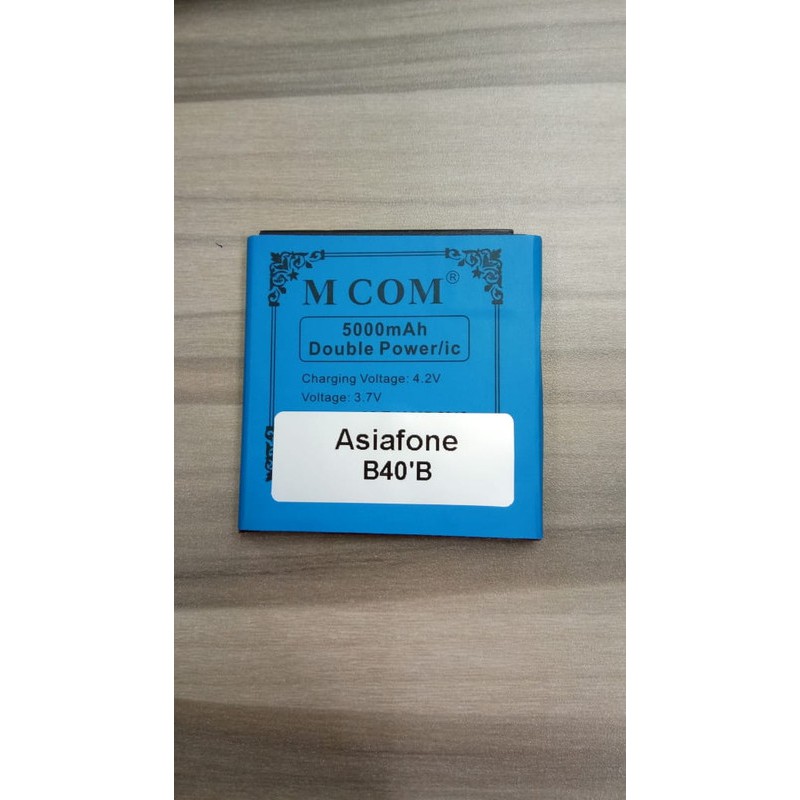 M COM®
5000mAh
Double Power/ic
Charging Voltage: 4.2V
Voltage: 3.7V
Asiafone
B40'B